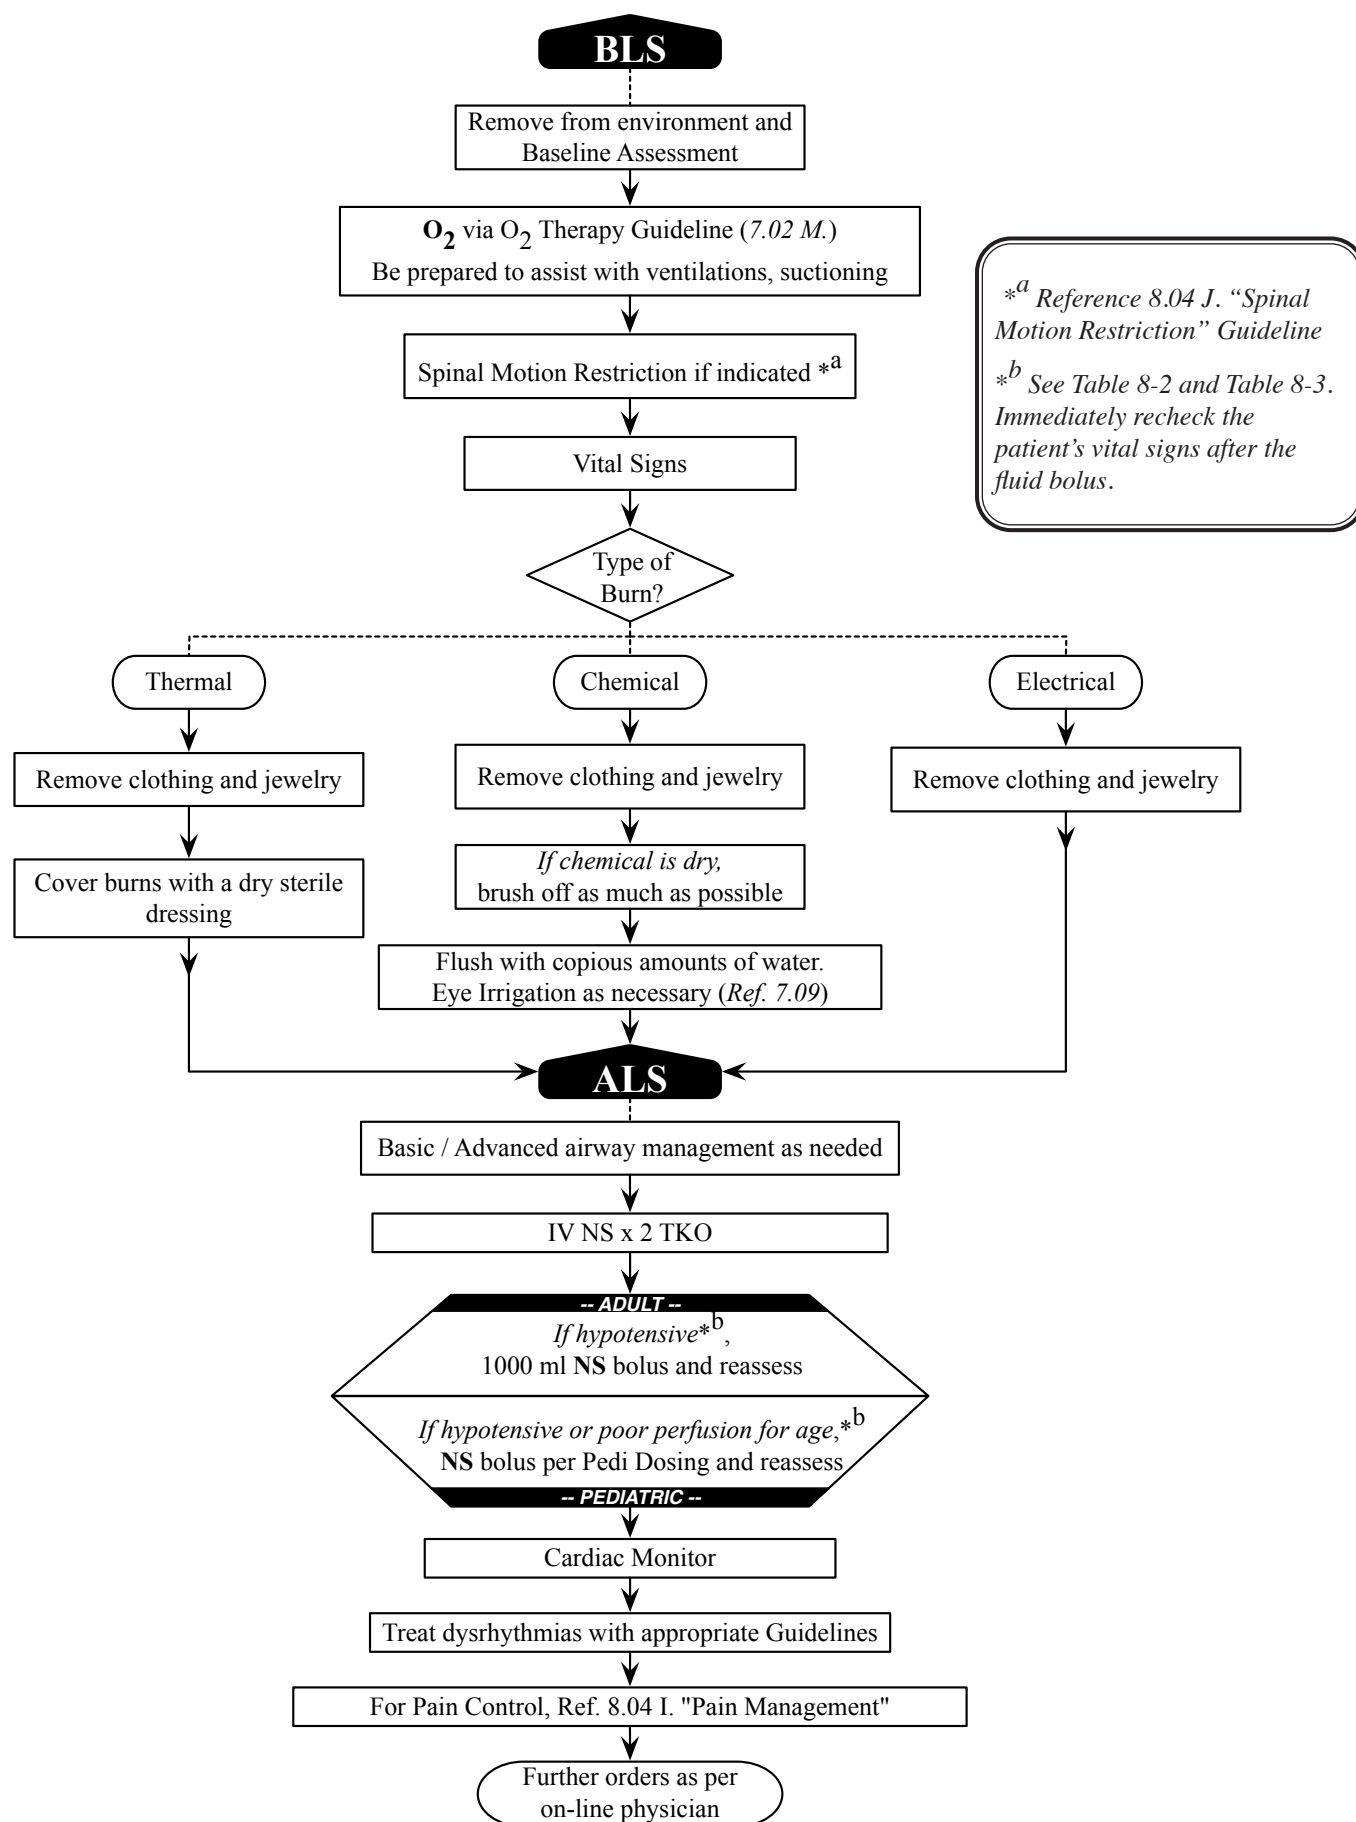 BLS
Remove from environment and
Baseline Assessment
O2 via O2 Therapy Guideline (7.02 M.)
Be prepared to assist with ventilations, suctioning
Spinal Motion Restriction if indicated *a
Vital Signs
*a Reference 8.04 J. “Spinal
Motion Restriction” Guideline
*b See Table 8-2 and Table 8-3.
Immediately recheck the
patient’s vital signs after the
fluid bolus.
Type of
Burn?
Thermal
Remove clothing and jewelry
Cover burns with a dry sterile
dressing
Chemical
Remove clothing and jewelry
If chemical is dry,
brush off as much as possible
Flush with copious amounts of water.
Eye Irrigation as necessary (Ref. 7.09)
Electrical
Remove clothing and jewelry
ALS
Basic / Advanced airway management as needed
IV NS x 2 TKO
-- ADULT --
If hypotensive*b,
1000 ml NS bolus and reassess
If hypotensive or poor perfusion for age,*b
NS bolus per Pedi Dosing and reassess
-- PEDIATRIC --
Cardiac Monitor
Treat dysrhythmias with appropriate Guidelines
For Pain Control, Ref. 8.04 I. "Pain Management"
Further orders as per
on-line physician